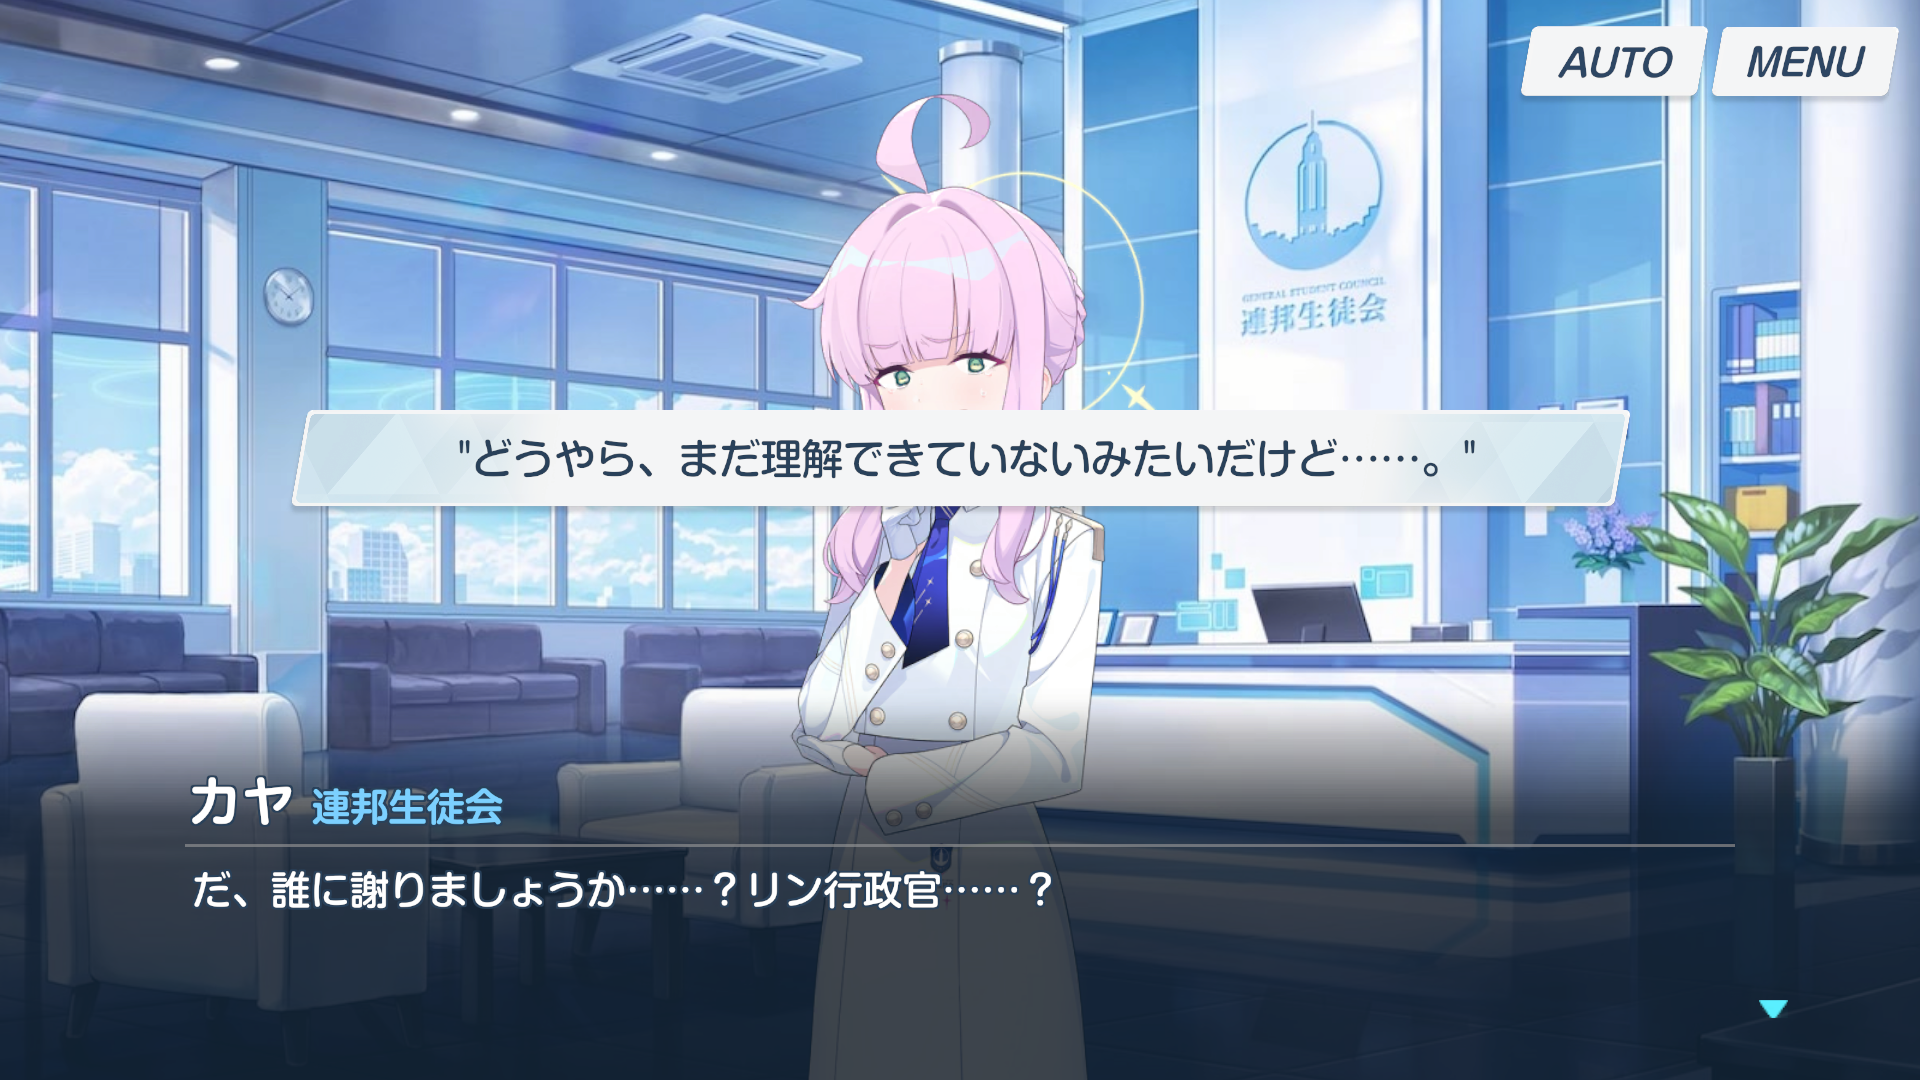 AUTO
MENU
GENERAL STUDENT COUNCIL
連邦生徒会
"どうやら、まだ理解できていないみたいだけど……。"
カヤ 連邦生徒会
だ、誰に謝りましょうか……？リン行政官……？